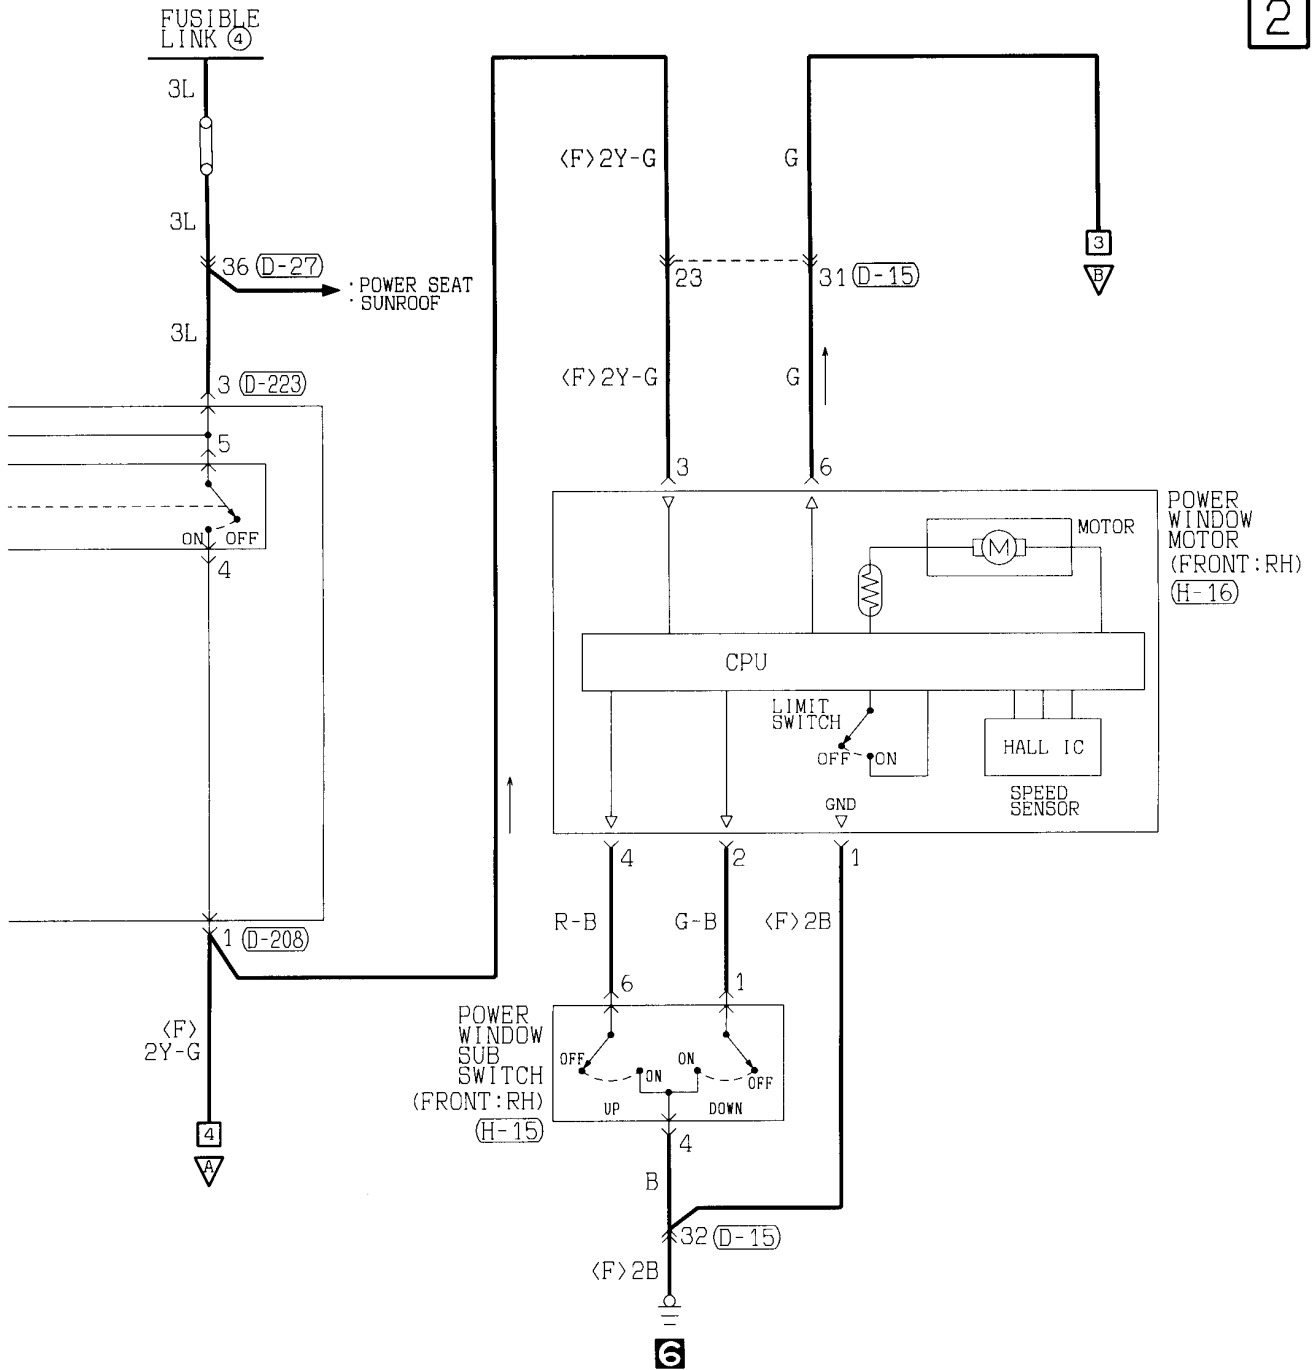 2
FUSIBLE
LINK ④
3L
3L
36 (D-27)
· POWER SEAT
· SUNROOF
3L
3 (D-223)
5
ON OFF
4
1 (D-208)
<F>
2Y-G
4
A
<F>2Y-G
G
3
B
23
31 (D-15)
<F>2Y-G
G
3
6
POWER
WINDOW
MOTOR
(FRONT:RH)
(H-16)
MOTOR
M
CPU
LIMIT
SWITCH
OFF
ON
HALL IC
SPEED
SENSOR
GND
4
2
1
R-B
G-B
<F>2B
6
1
POWER
WINDOW
SUB
SWITCH
(FRONT:RH)
(H-15)
OFF
ON
ON
OFF
UP
DOWN
4
B
32 (D-15)
<F>2B
6